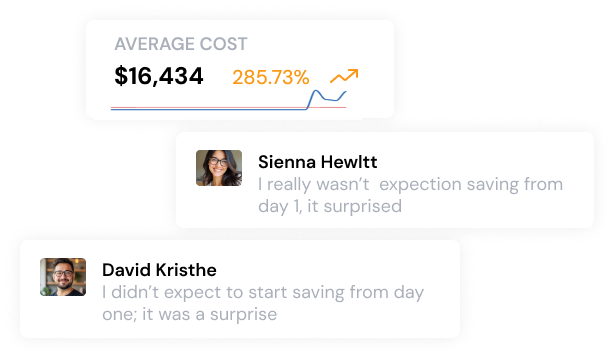 AVERAGE COST
$16,434 285.73%
Sienna Hewltt
I really wasn't expection saving from
day 1, it surprised
David Kristhe
I didn't expect to start saving from day
one; it was a surprise